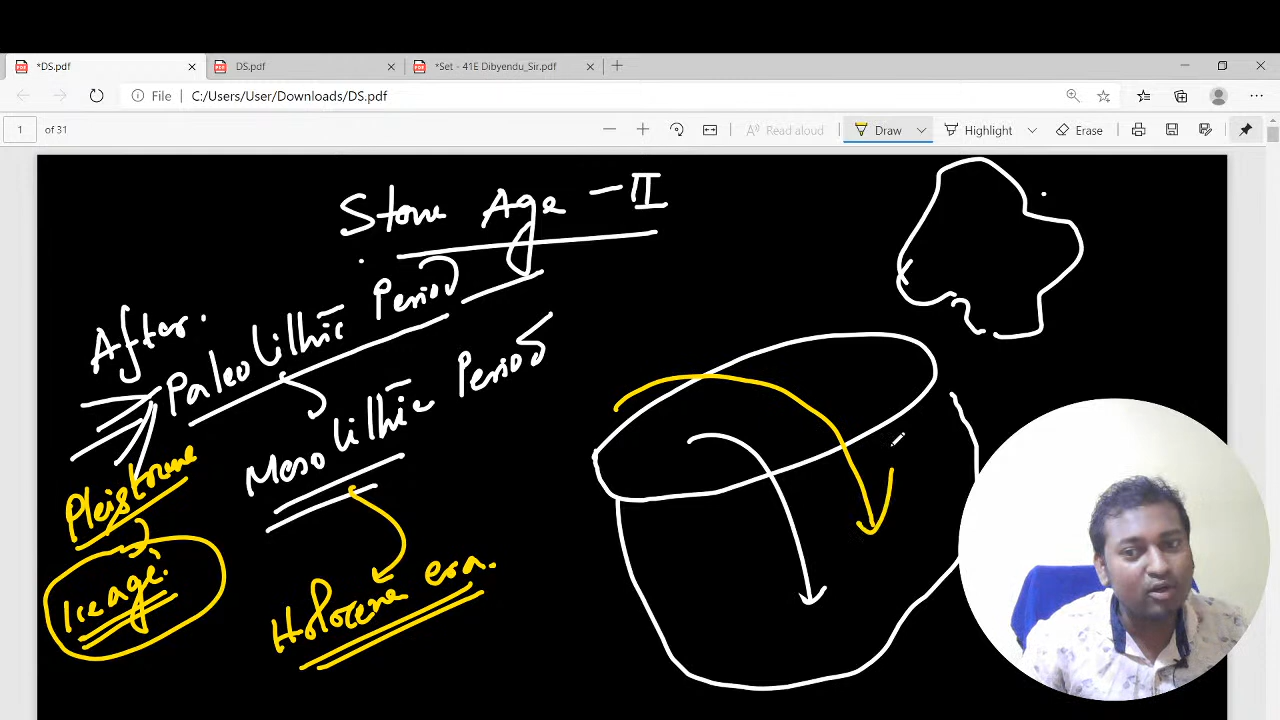 *DS.pdf
DS.pdf
*Set - 41E Dibyendu_Sir.pdf
File
C:/Users/User/Downloads/DS.pdf
1
of 31
Read aloud
Draw
Highlight
Erase
Stone Age - II
After.
Paleolithic Period
Mesolithic Period
Pleistocene
Ice age.
Holocene era.